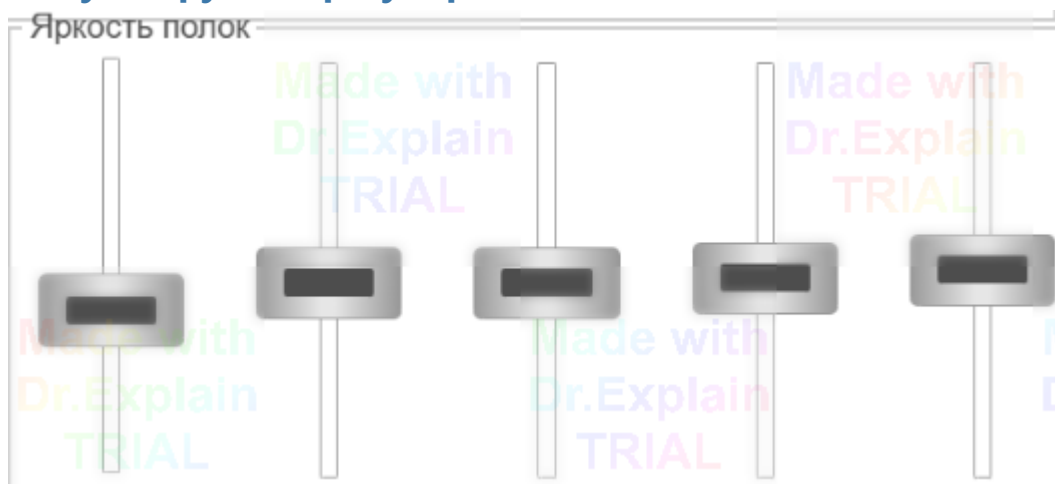 Яркость полок
Made with
Dr.Explain
TRIAL
Made with
Dr.Explain
TRIAL
Made with
Dr.Explain
TRIAL
Made with
Dr.Explain
TRIAL